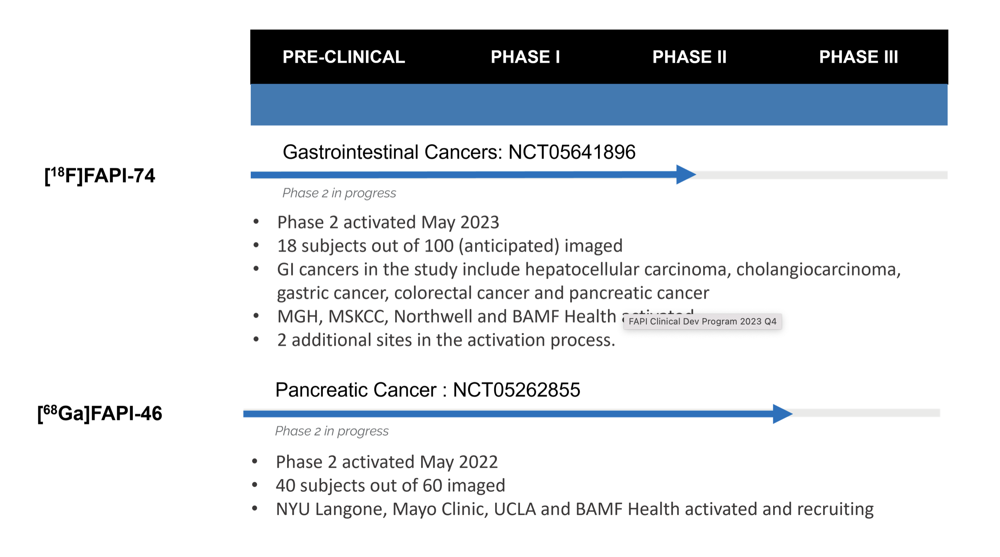 PRE-CLINICAL PHASE I PHASE II PHASE III
Gastrointestinal Cancers: NCT05641896
[¹⁸F]FAPI-74
Phase 2 in progress
• Phase 2 activated May 2023
• 18 subjects out of 100 (anticipated) imaged
• GI cancers in the study include hepatocellular carcinoma, cholangiocarcinoma,
gastric cancer, colorectal cancer and pancreatic cancer
• MGH, MSKCC, Northwell and BAMF Health activated
FAPI Clinical Dev Program 2023 Q4
• 2 additional sites in the activation process.
Pancreatic Cancer : NCT05262855
[⁶⁸Ga]FAPI-46
Phase 2 in progress
• Phase 2 activated May 2022
• 40 subjects out of 60 imaged
• NYU Langone, Mayo Clinic, UCLA and BAMF Health activated and recruiting